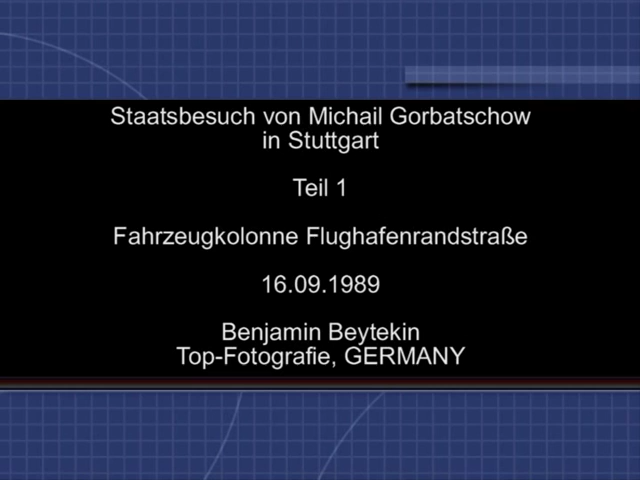 Staatsbesuch von Michail Gorbatschow
in Stuttgart
Teil 1
Fahrzeugkolonne Flughafenrandstraße
16.09.1989
Benjamin Beytekin
Top-Fotografie, GERMANY